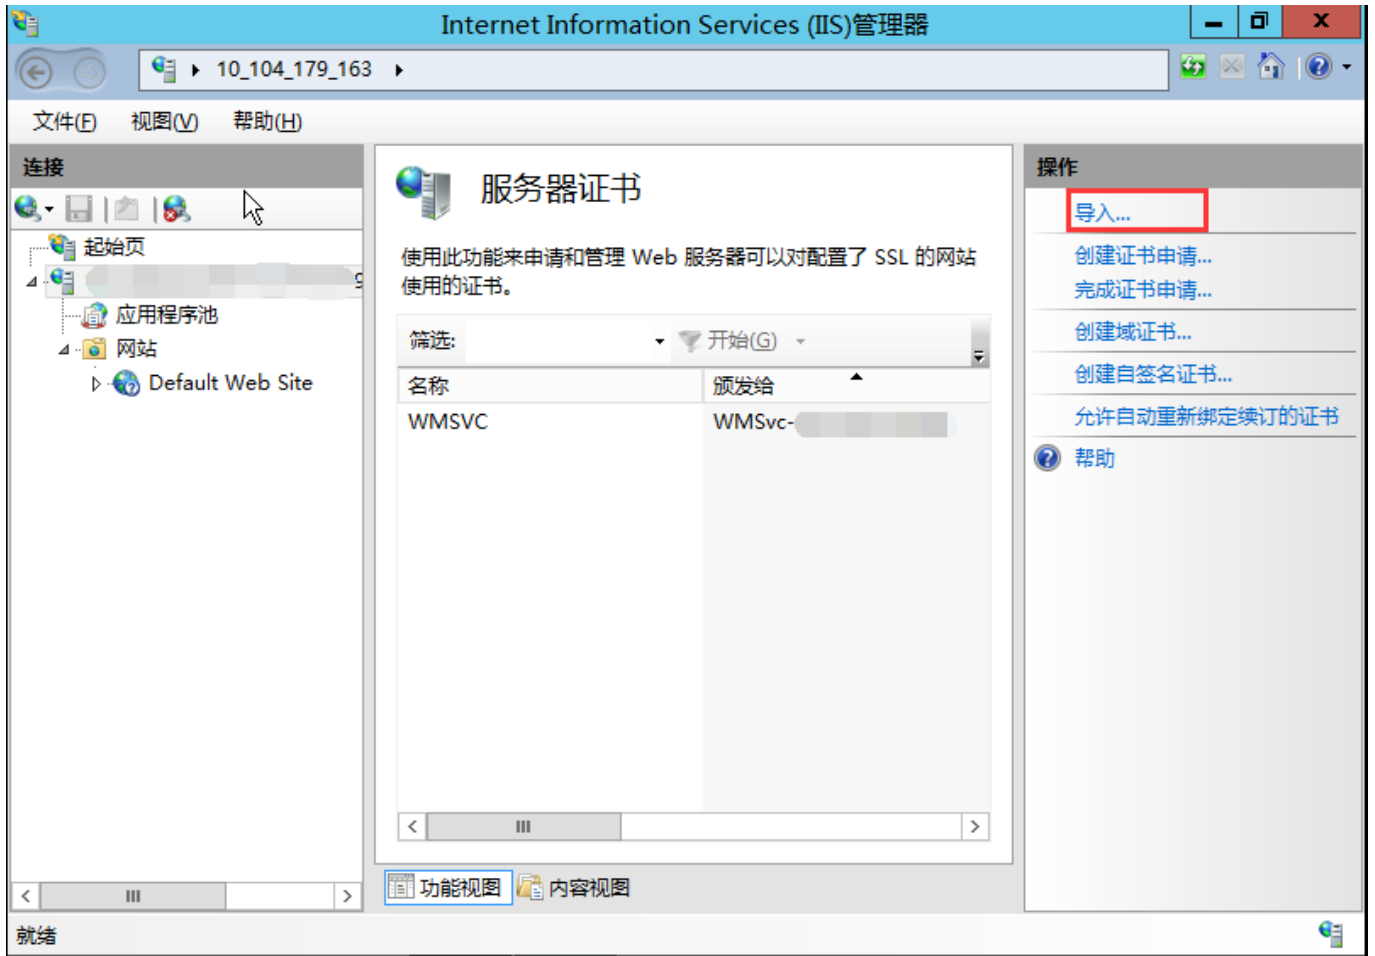 Internet Information Services (IIS)管理器
10_104_179_163
文件(F) 视图(V) 帮助(H)
连接
起始页
应用程序池
网站
Default Web Site
服务器证书
使用此功能来申请和管理 Web 服务器可以对配置了 SSL 的网站
使用的证书。
筛选: 开始(G)
名称 颁发给
WMSVC WMSvc-
功能视图 内容视图
操作
导入...
创建证书申请...
完成证书申请...
创建域证书...
创建自签名证书...
允许自动重新绑定续订的证书
帮助
就绪